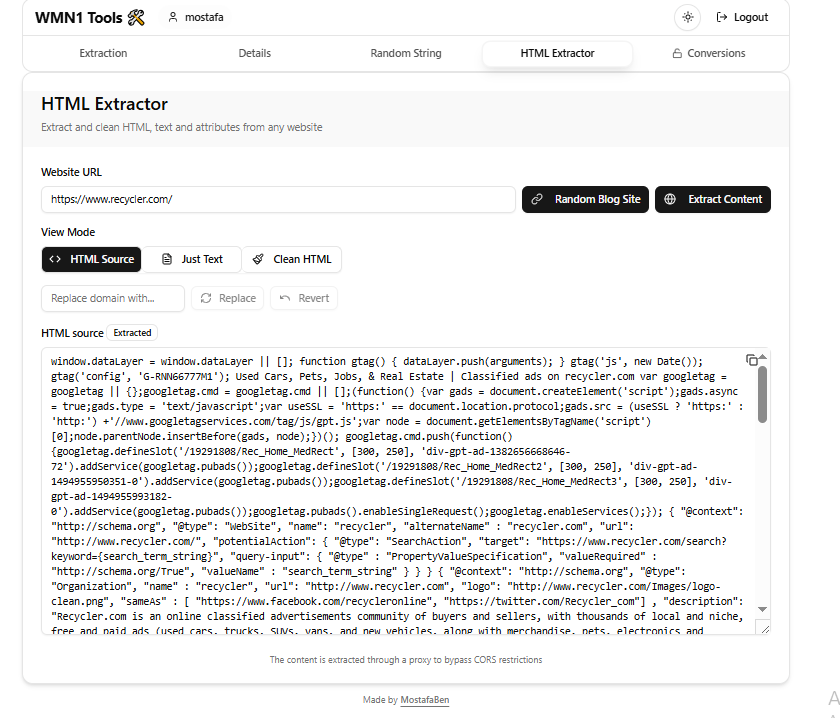 WMN1 Tools 🛠 mostafa Logout
Extraction Details Random String HTML Extractor Conversions
HTML Extractor
Extract and clean HTML, text and attributes from any website
Website URL
https://www.recycler.com/ Random Blog Site Extract Content
View Mode
<> HTML Source Just Text Clean HTML
Replace domain with... Replace Revert
HTML source Extracted
window.dataLayer = window.dataLayer || []; function gtag() { dataLayer.push(arguments); } gtag('js', new Date());
gtag('config', 'G-RNN66777M1'); Used Cars, Pets, Jobs, & Real Estate | Classified ads on recycler.com var googletag =
googletag || {};googletag.cmd = googletag.cmd || [];(function() {var gads = document.createElement('script');gads.async
= true;gads.type = 'text/javascript';var useSSL = 'https:' == document.location.protocol;gads.src = (useSSL ? 'https:' :
'http:') +'//www.googletagservices.com/tag/js/gpt.js';var node = document.getElementsByTagName('script')
[0];node.parentNode.insertBefore(gads, node);})(); googletag.cmd.push(function()
{googletag.defineSlot('/19291808/Rec_Home_MedRect', [300, 250], 'div-gpt-ad-1382656668646-
72').addService(googletag.pubads());googletag.defineSlot('/19291808/Rec_Home_MedRect2', [300, 250], 'div-gpt-ad-
1494955950351-0').addService(googletag.pubads());googletag.defineSlot('/19291808/Rec_Home_MedRect3', [300, 250], 'div-
gpt-ad-1494955993182-
0').addService(googletag.pubads());googletag.pubads().enableSingleRequest();googletag.enableServices();}); { "@context":
"http://schema.org", "@type": "WebSite", "name": "recycler", "alternateName" : "recycler.com", "url":
"http://www.recycler.com/", "potentialAction": { "@type": "SearchAction", "target": "https://www.recycler.com/search?
keyword={search_term_string}", "query-input": { "@type" : "PropertyValueSpecification", "valueRequired" :
"http://schema.org/True", "valueName" : "search_term_string" } } } { "@context": "http://schema.org", "@type":
"Organization", "name" : "recycler", "url": "http://www.recycler.com", "logo": "http://www.recycler.com/Images/logo-
clean.png", "sameAs" : [ "https://www.facebook.com/recycleronline", "https://twitter.com/Recycler_com"] , "description":
"Recycler.com is an online classified advertisements community of buyers and sellers, with thousands of local and niche,
free and paid ads (used cars, trucks, SUVs, vans, and new vehicles, along with merchandise, pets, electronics and
The content is extracted through a proxy to bypass CORS restrictions
Made by MostafaBen